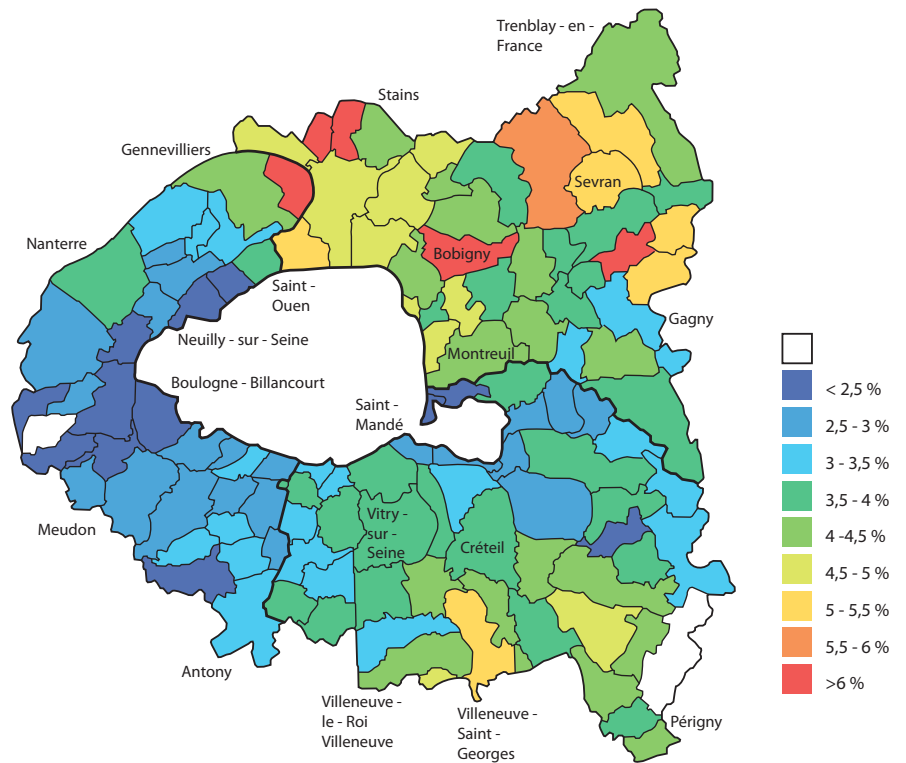 Trenblay - en -
France
Stains
Gennevilliers
Sevran
Nanterre
Bobigny
Saint -
Ouen
Gagny
Neuilly - sur - Seine
Montreuil
Boulogne - Billancourt
Saint -
Mandé
Meudon
Vitry -
sur -
Seine
Créteil
Antony
Villeneuve -
le - Roi
Villeneuve
Villeneuve -
Saint -
Georges
Périgny
< 2,5 %
2,5 - 3 %
3 - 3,5 %
3,5 - 4 %
4 -4,5 %
4,5 - 5 %
5 - 5,5 %
5,5 - 6 %
>6 %